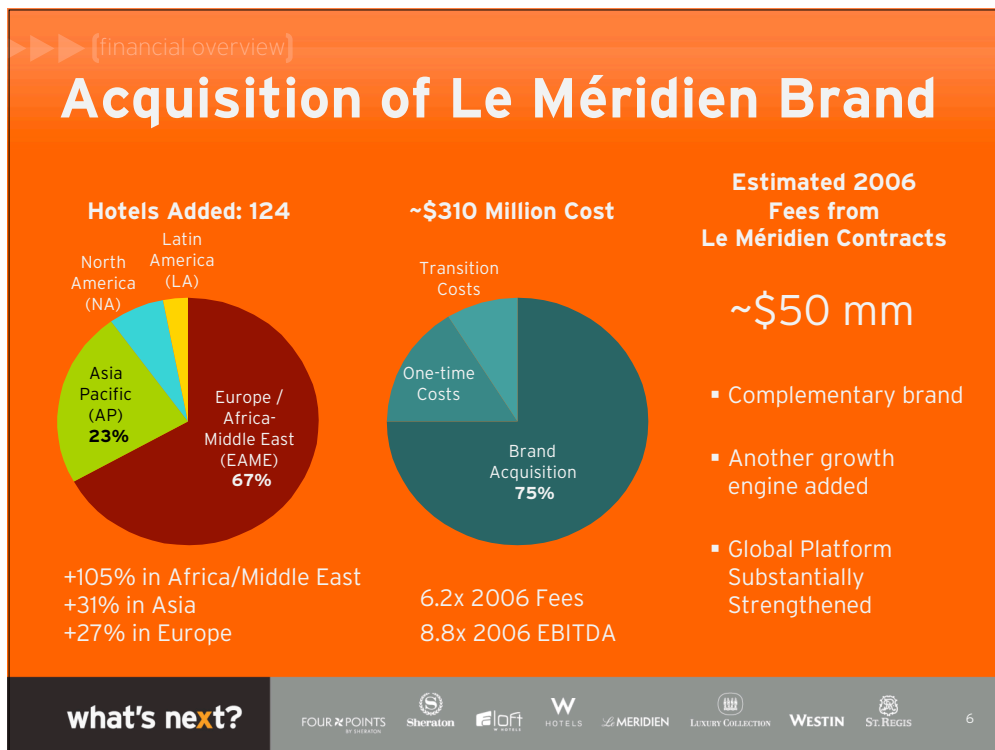 (financial overview)
Acquisition of Le Méridien Brand
Hotels Added: 124
Latin
America
(LA)
North
America
(NA)
Asia
Pacific
(AP)
23%
Europe /
Africa-
Middle East
(EAME)
67%
+105% in Africa/Middle East
+31% in Asia
+27% in Europe
~$310 Million Cost
Transition
Costs
One-time
Costs
Brand
Acquisition
75%
6.2x 2006 Fees
8.8x 2006 EBITDA
Estimated 2006
Fees from
Le Méridien Contracts
~$50 mm
▪ Complementary brand
▪ Another growth
engine added
▪ Global Platform
Substantially
Strengthened
what's next?
FOUR POINTS
BY SHERATON
Sheraton
aloft
W HOTELS
W
HOTELS
Le MERIDIEN
LUXURY COLLECTION
WESTIN
ST. REGIS
6